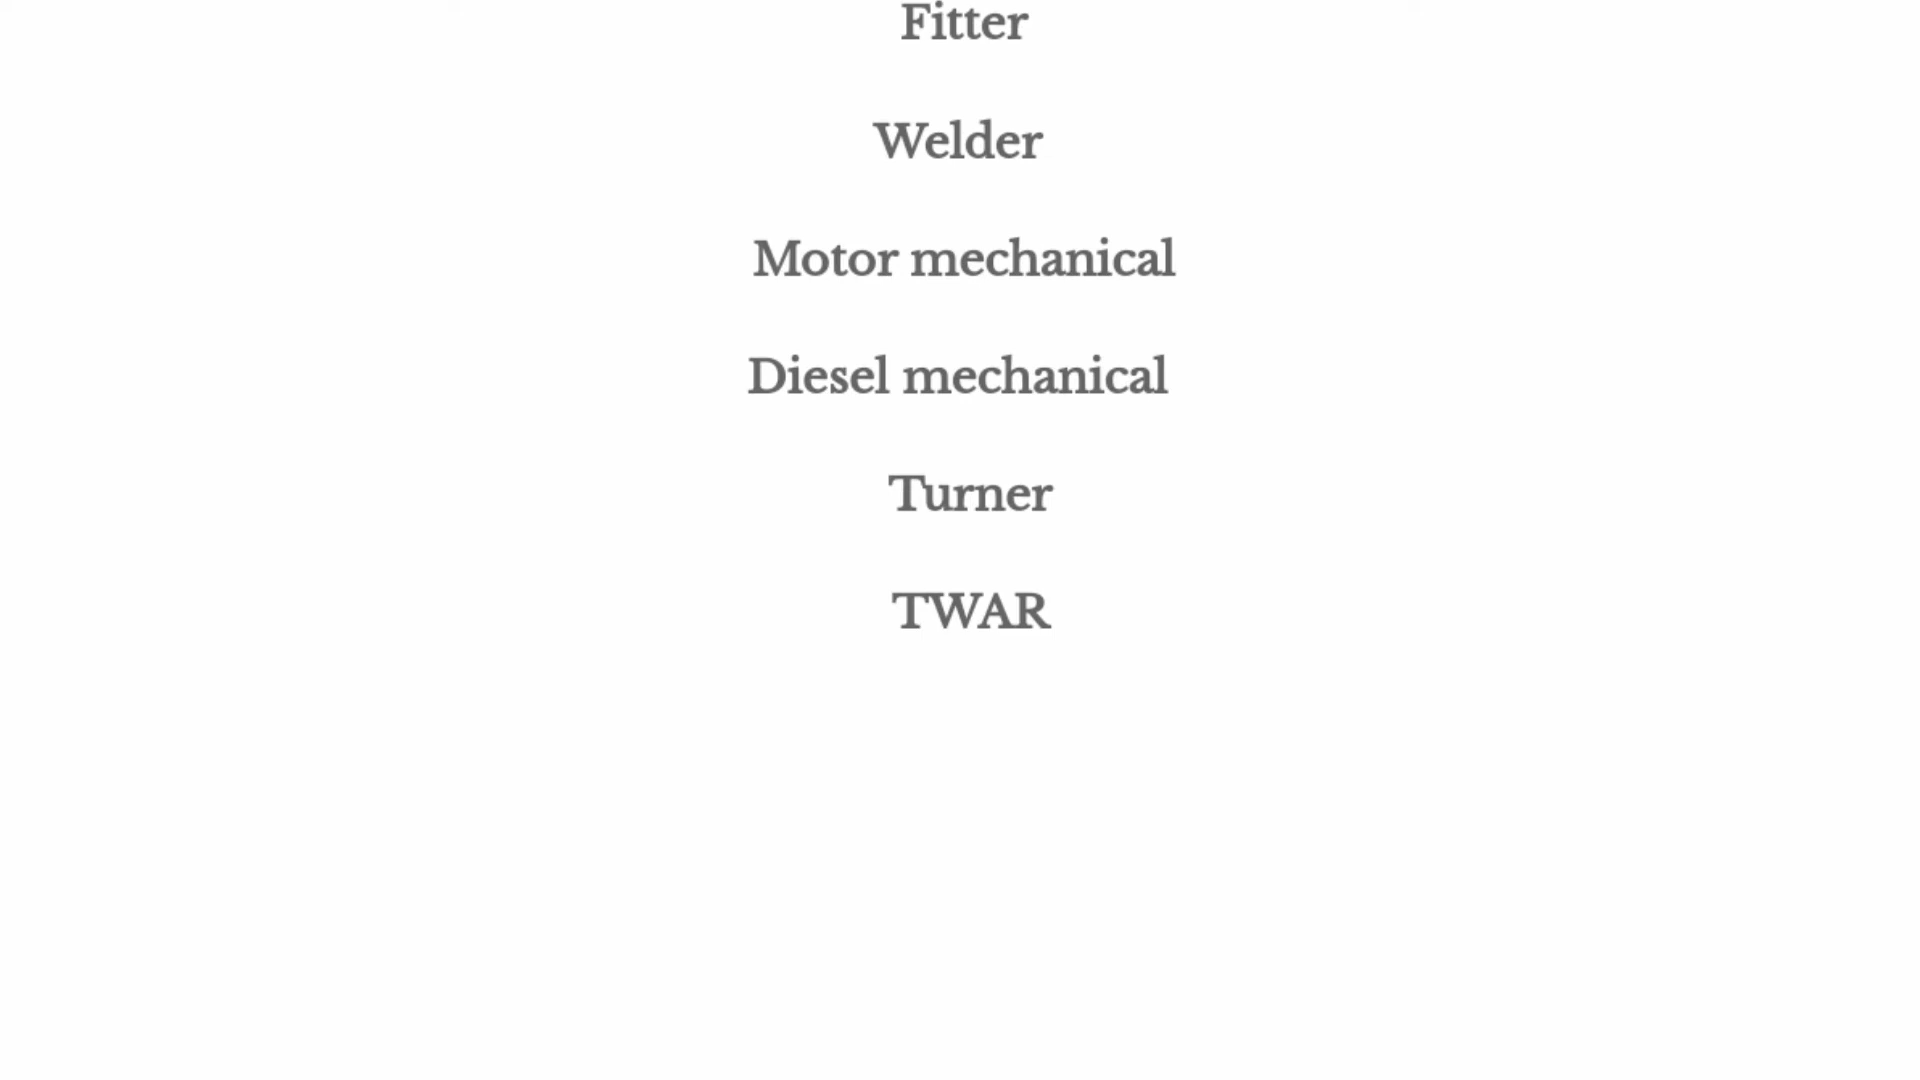 Fitter
Welder
Motor mechanical
Diesel mechanical
Turner
TWAR